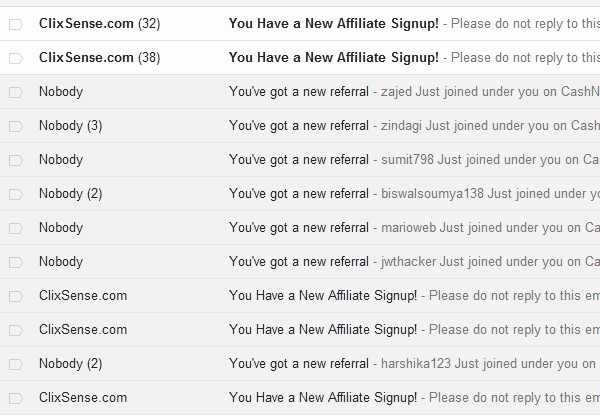 ClixSense.com (32) You Have a New Affiliate Signup! - Please do not reply to this
ClixSense.com (38) You Have a New Affiliate Signup! - Please do not reply to this
Nobody You've got a new referral - zajed Just joined under you on CashN
Nobody (3) You've got a new referral - zindagi Just joined under you on Cash
Nobody You've got a new referral - sumit798 Just joined under you on Ca
Nobody (2) You've got a new referral - biswalsoumya138 Just joined under yo
Nobody You've got a new referral - marioweb Just joined under you on Ca
Nobody You've got a new referral - jwthacker Just joined under you on Ca
ClixSense.com You Have a New Affiliate Signup! - Please do not reply to this em
ClixSense.com You Have a New Affiliate Signup! - Please do not reply to this em
Nobody (2) You've got a new referral - harshika123 Just joined under you on
ClixSense.com You Have a New Affiliate Signup! - Please do not reply to this em